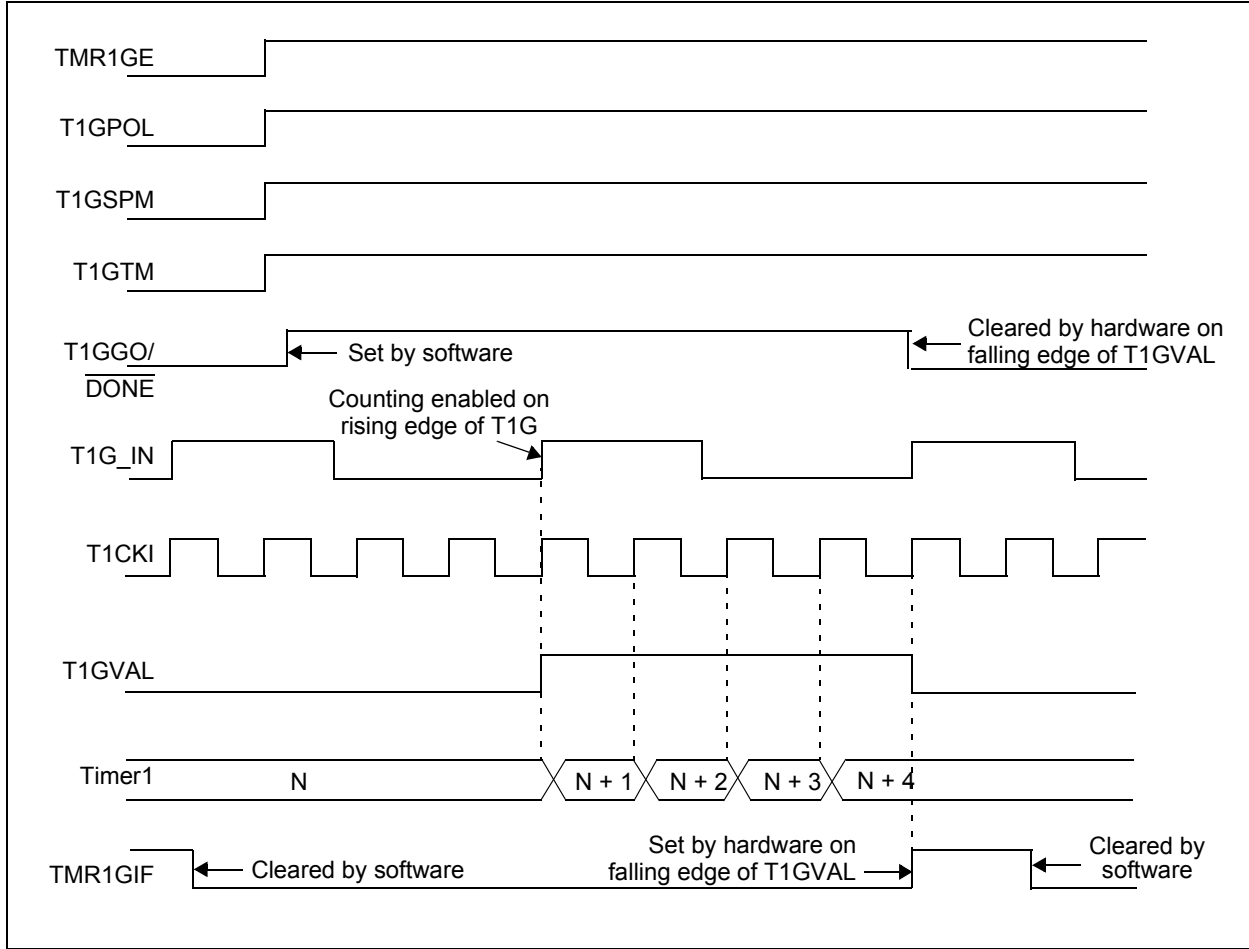 TMR1GE
T1GPOL
T1GSPM
T1GTM
T1GGO/
DONE
Set by software
Cleared by hardware on
falling edge of T1GVAL
Counting enabled on
rising edge of T1G
T1G_IN
T1CKI
T1GVAL
Timer1
N
N + 1
N + 2
N + 3
N + 4
TMR1GIF
Cleared by software
Set by hardware on
falling edge of T1GVAL
Cleared by
software